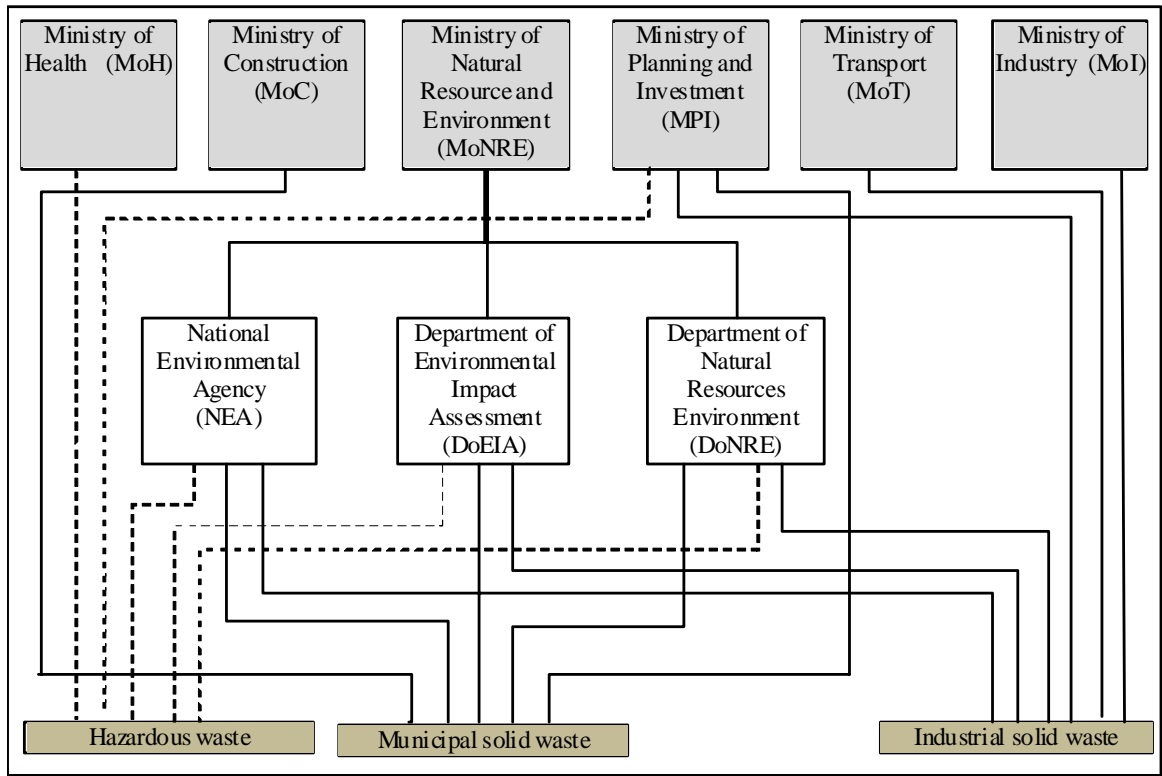 Ministry of
Health (MoH)
Ministry of
Construction
(MoC)
Ministry of
Natural
Resource and
Environment
(MoNRE)
Ministry of
Planning and
Investment
(MPI)
Ministry of
Transport
(MoT)
Ministry of
Industry (MoI)
National
Environmental
Agency
(NEA)
Department of
Environmental
Impact
Assessment
(DoEIA)
Department of
Natural
Resources
Environment
(DoNRE)
Hazardous waste
Municipal solid waste
Industrial solid waste